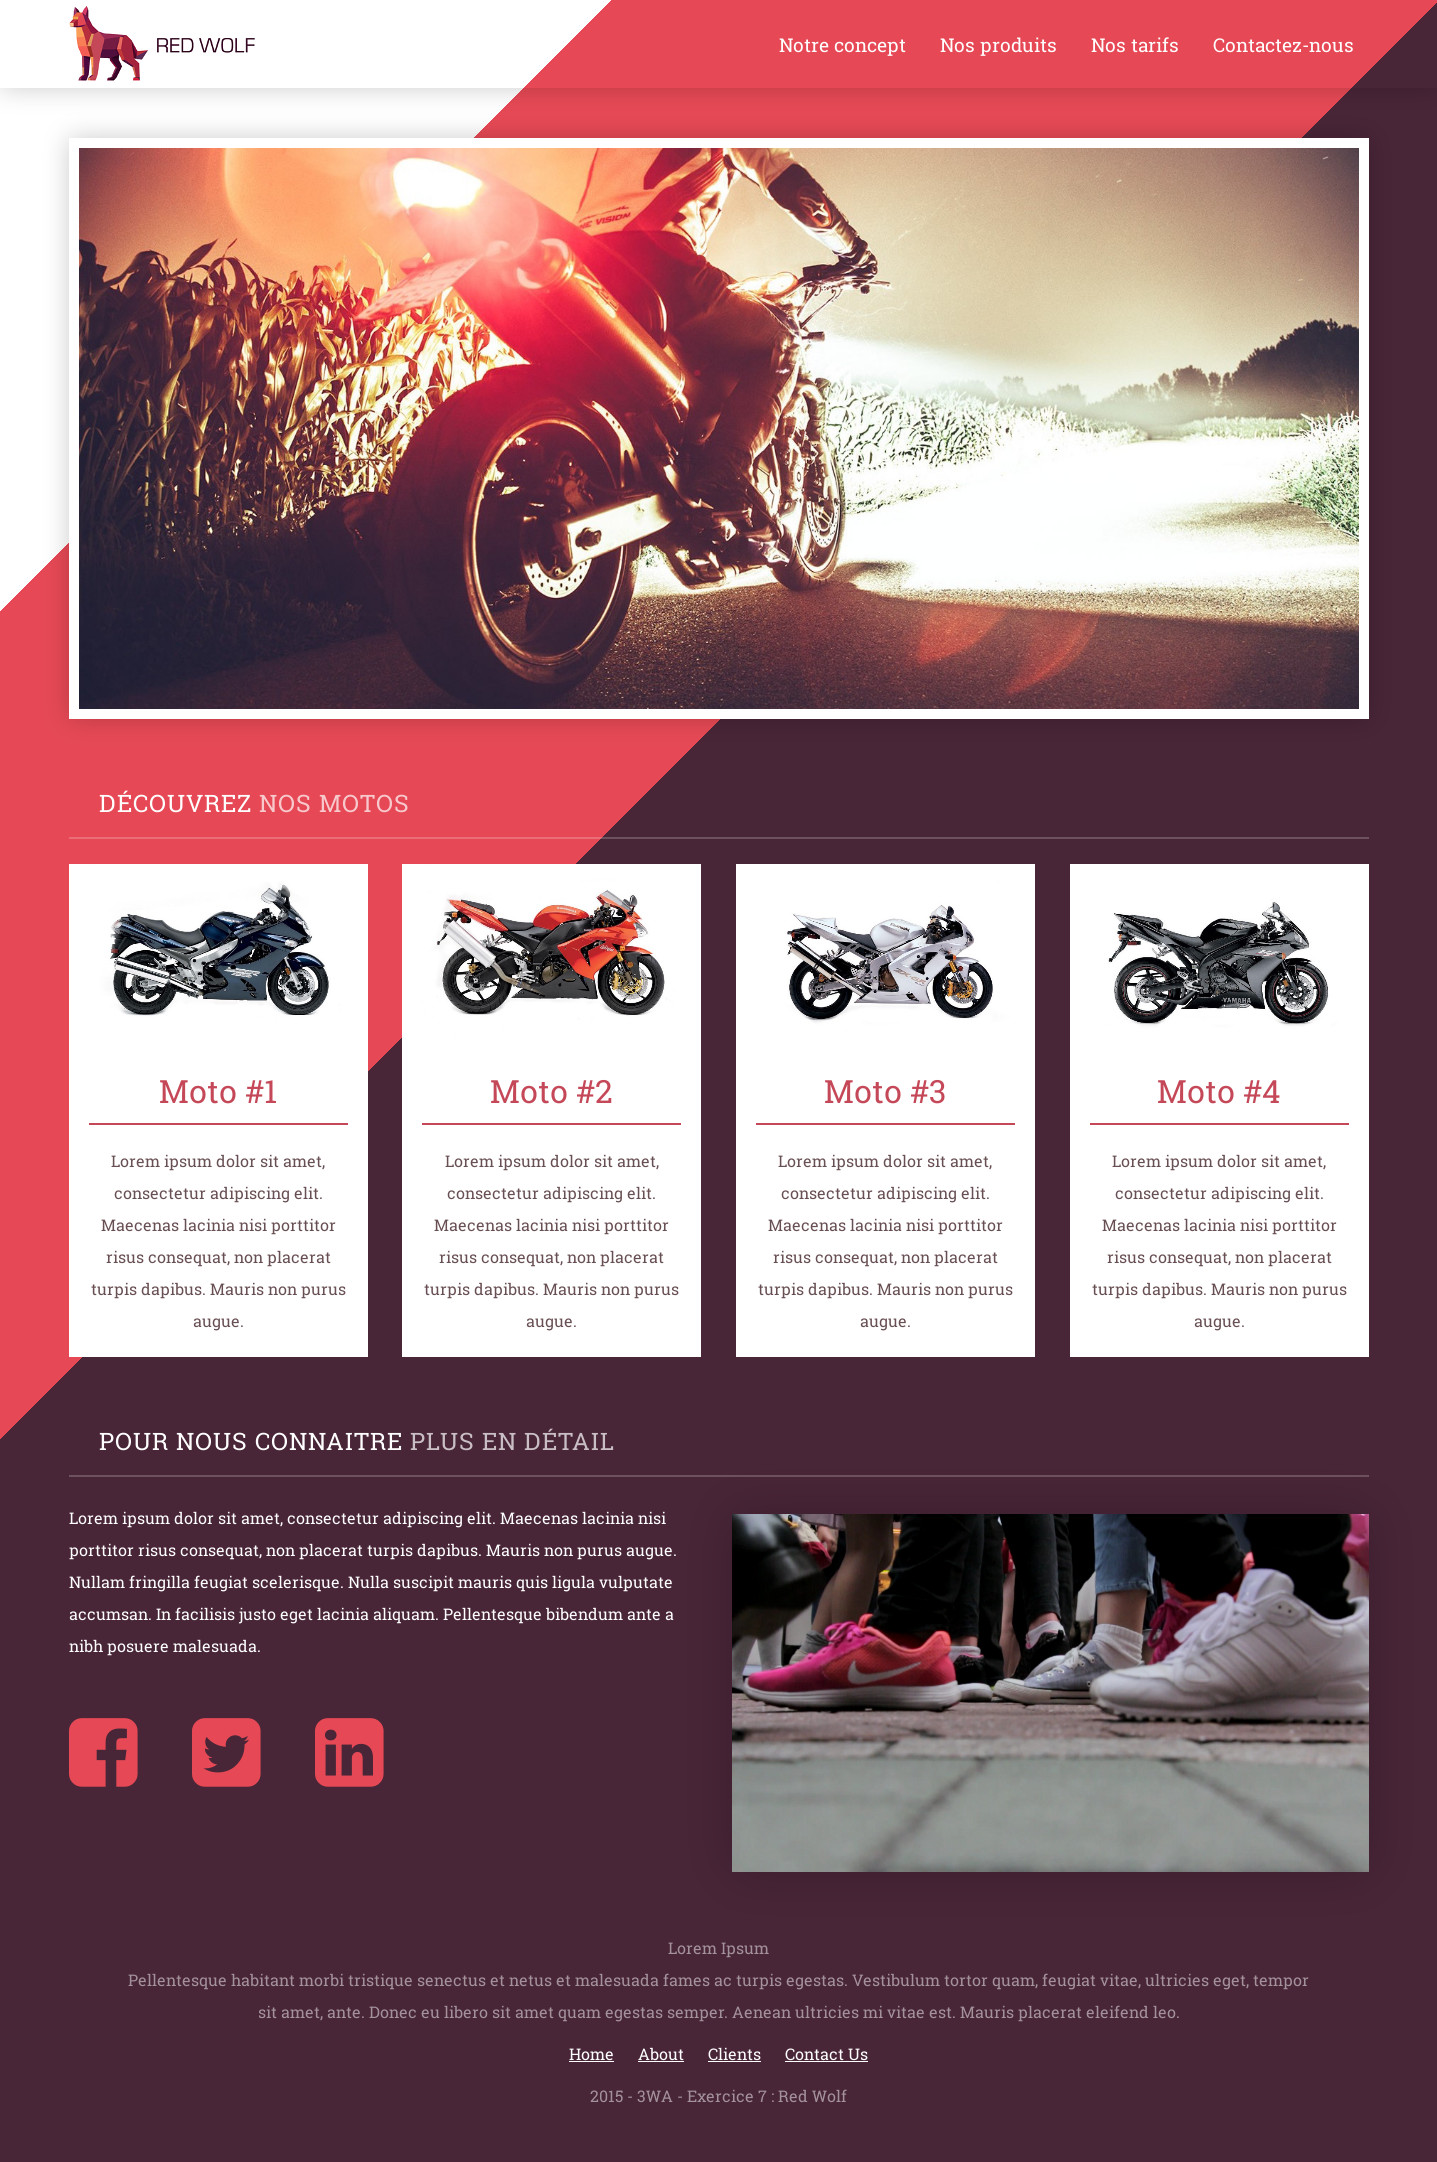 RED WOLF
Notre concept Nos produits Nos tarifs Contactez-nous
VISION
DÉCOUVREZ NOS MOTOS
YAMAHA
Moto #1
Lorem ipsum dolor sit amet,
consectetur adipiscing elit.
Maecenas lacinia nisi porttitor
risus consequat, non placerat
turpis dapibus. Mauris non purus
augue.
Moto #2
Lorem ipsum dolor sit amet,
consectetur adipiscing elit.
Maecenas lacinia nisi porttitor
risus consequat, non placerat
turpis dapibus. Mauris non purus
augue.
Moto #3
Lorem ipsum dolor sit amet,
consectetur adipiscing elit.
Maecenas lacinia nisi porttitor
risus consequat, non placerat
turpis dapibus. Mauris non purus
augue.
Moto #4
Lorem ipsum dolor sit amet,
consectetur adipiscing elit.
Maecenas lacinia nisi porttitor
risus consequat, non placerat
turpis dapibus. Mauris non purus
augue.
POUR NOUS CONNAITRE PLUS EN DÉTAIL
Lorem ipsum dolor sit amet, consectetur adipiscing elit. Maecenas lacinia nisi
porttitor risus consequat, non placerat turpis dapibus. Mauris non purus augue.
Nullam fringilla feugiat scelerisque. Nulla suscipit mauris quis ligula vulputate
accumsan. In facilisis justo eget lacinia aliquam. Pellentesque bibendum ante a
nibh posuere malesuada.
Lorem Ipsum
Pellentesque habitant morbi tristique senectus et netus et malesuada fames ac turpis egestas. Vestibulum tortor quam, feugiat vitae, ultricies eget, tempor
sit amet, ante. Donec eu libero sit amet quam egestas semper. Aenean ultricies mi vitae est. Mauris placerat eleifend leo.
Home About Clients Contact Us
2015 - 3WA - Exercice 7 : Red Wolf